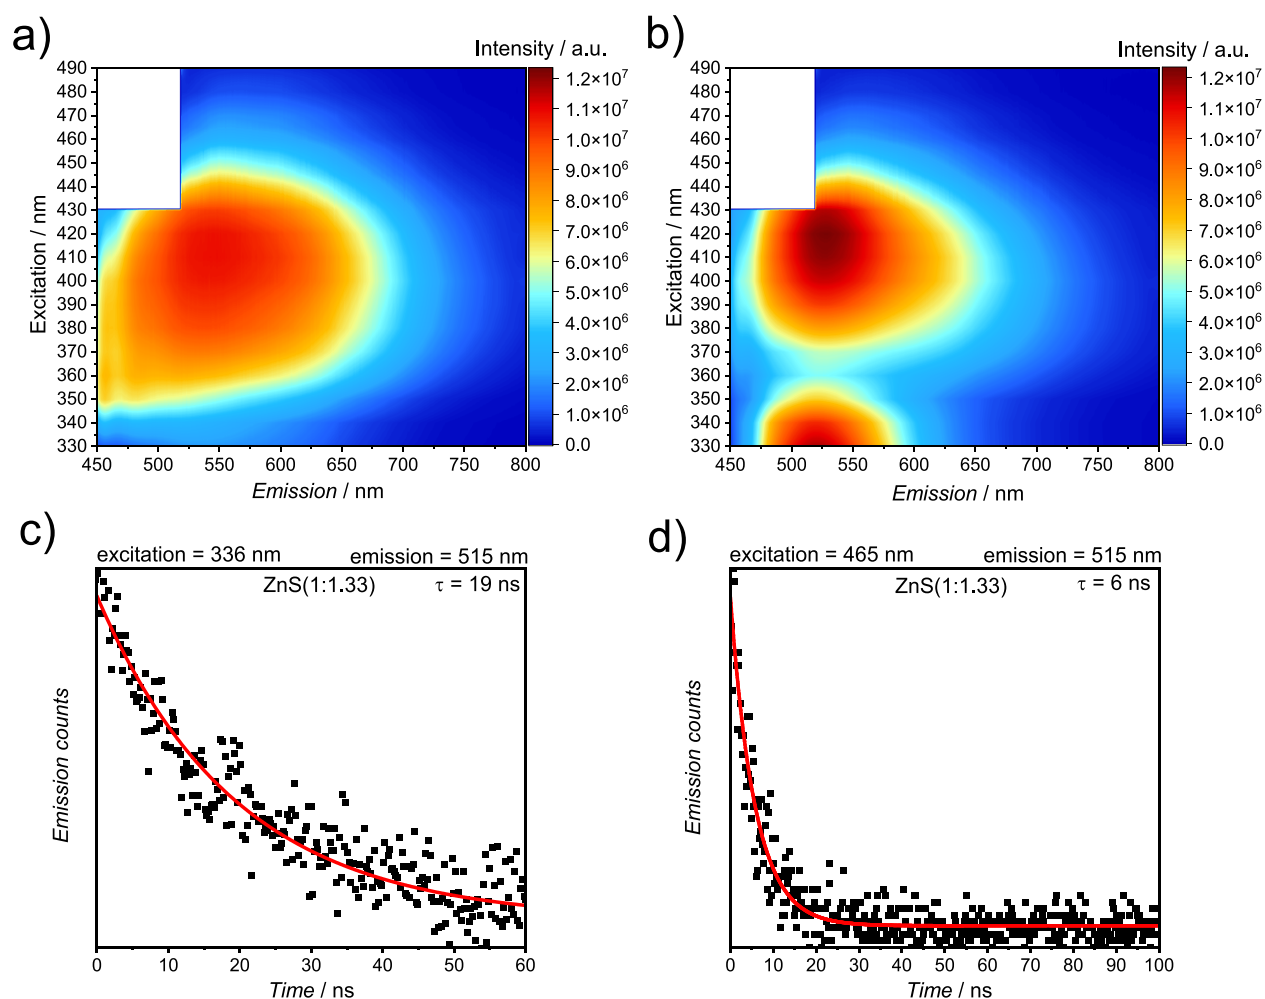 a)
Intensity / a.u.
490
480
470
460
450
440
430
420
410
400
390
380
370
360
350
340
330
Excitation / nm
450 500 550 600 650 700 750 800
Emission / nm
1.2×10⁷
1.1×10⁷
1.0×10⁷
9.0×10⁶
8.0×10⁶
7.0×10⁶
6.0×10⁶
5.0×10⁶
4.0×10⁶
3.0×10⁶
2.0×10⁶
1.0×10⁶
0.0
b)
Intensity / a.u.
490
480
470
460
450
440
430
420
410
400
390
380
370
360
350
340
330
Excitation / nm
450 500 550 600 650 700 750 800
Emission / nm
1.2×10⁷
1.1×10⁷
1.0×10⁷
9.0×10⁶
8.0×10⁶
7.0×10⁶
6.0×10⁶
5.0×10⁶
4.0×10⁶
3.0×10⁶
2.0×10⁶
1.0×10⁶
0.0
c)
excitation = 336 nm emission = 515 nm
ZnS(1:1.33) τ = 19 ns
Emission counts
0 10 20 30 40 50 60
Time / ns
d)
excitation = 465 nm emission = 515 nm
ZnS(1:1.33) τ = 6 ns
Emission counts
0 10 20 30 40 50 60 70 80 90 100
Time / ns